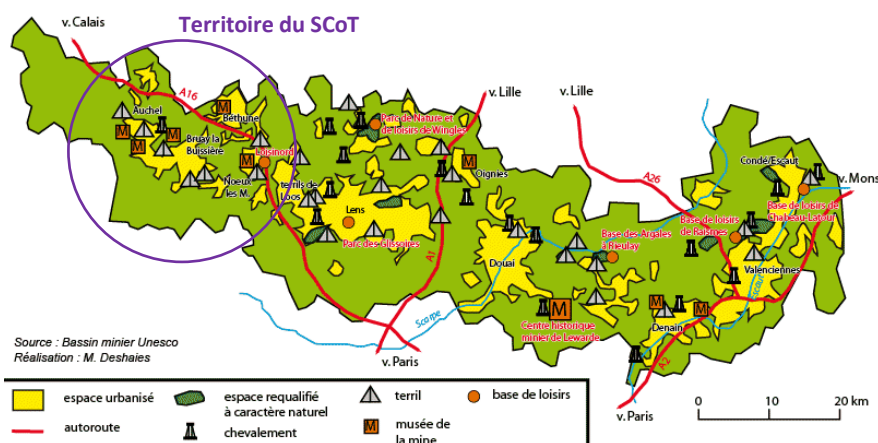 Territoire du SCoT
v. Calais
A16
Auchel
Béthune
Bruay la
Buissière
Loisinord
Noeux
les M.
terrils de
Loos
Parc de Nature et
de loisirs de Wingles
v. Lille
v. Lille
Oignies
Lens
Parc des Glissoires
A1
Douai
Scarpe
v. Paris
Base des Argales
à Rieulay
Centre historique
minier de Lewarde
A26
Condé/Escaut
v. Mons
Base de loisirs de
Chabeau-Latour
Base de loisirs
de Raismes
Valenciennes
Escaut
Denain
A2
v. Paris
Source : Bassin minier Unesco
Réalisation : M. Deshaies
espace urbanisé
espace requalifié
à caractère naturel
terril
base de loisirs
autoroute
chevalement
M
musée de
la mine
0 10 20 km